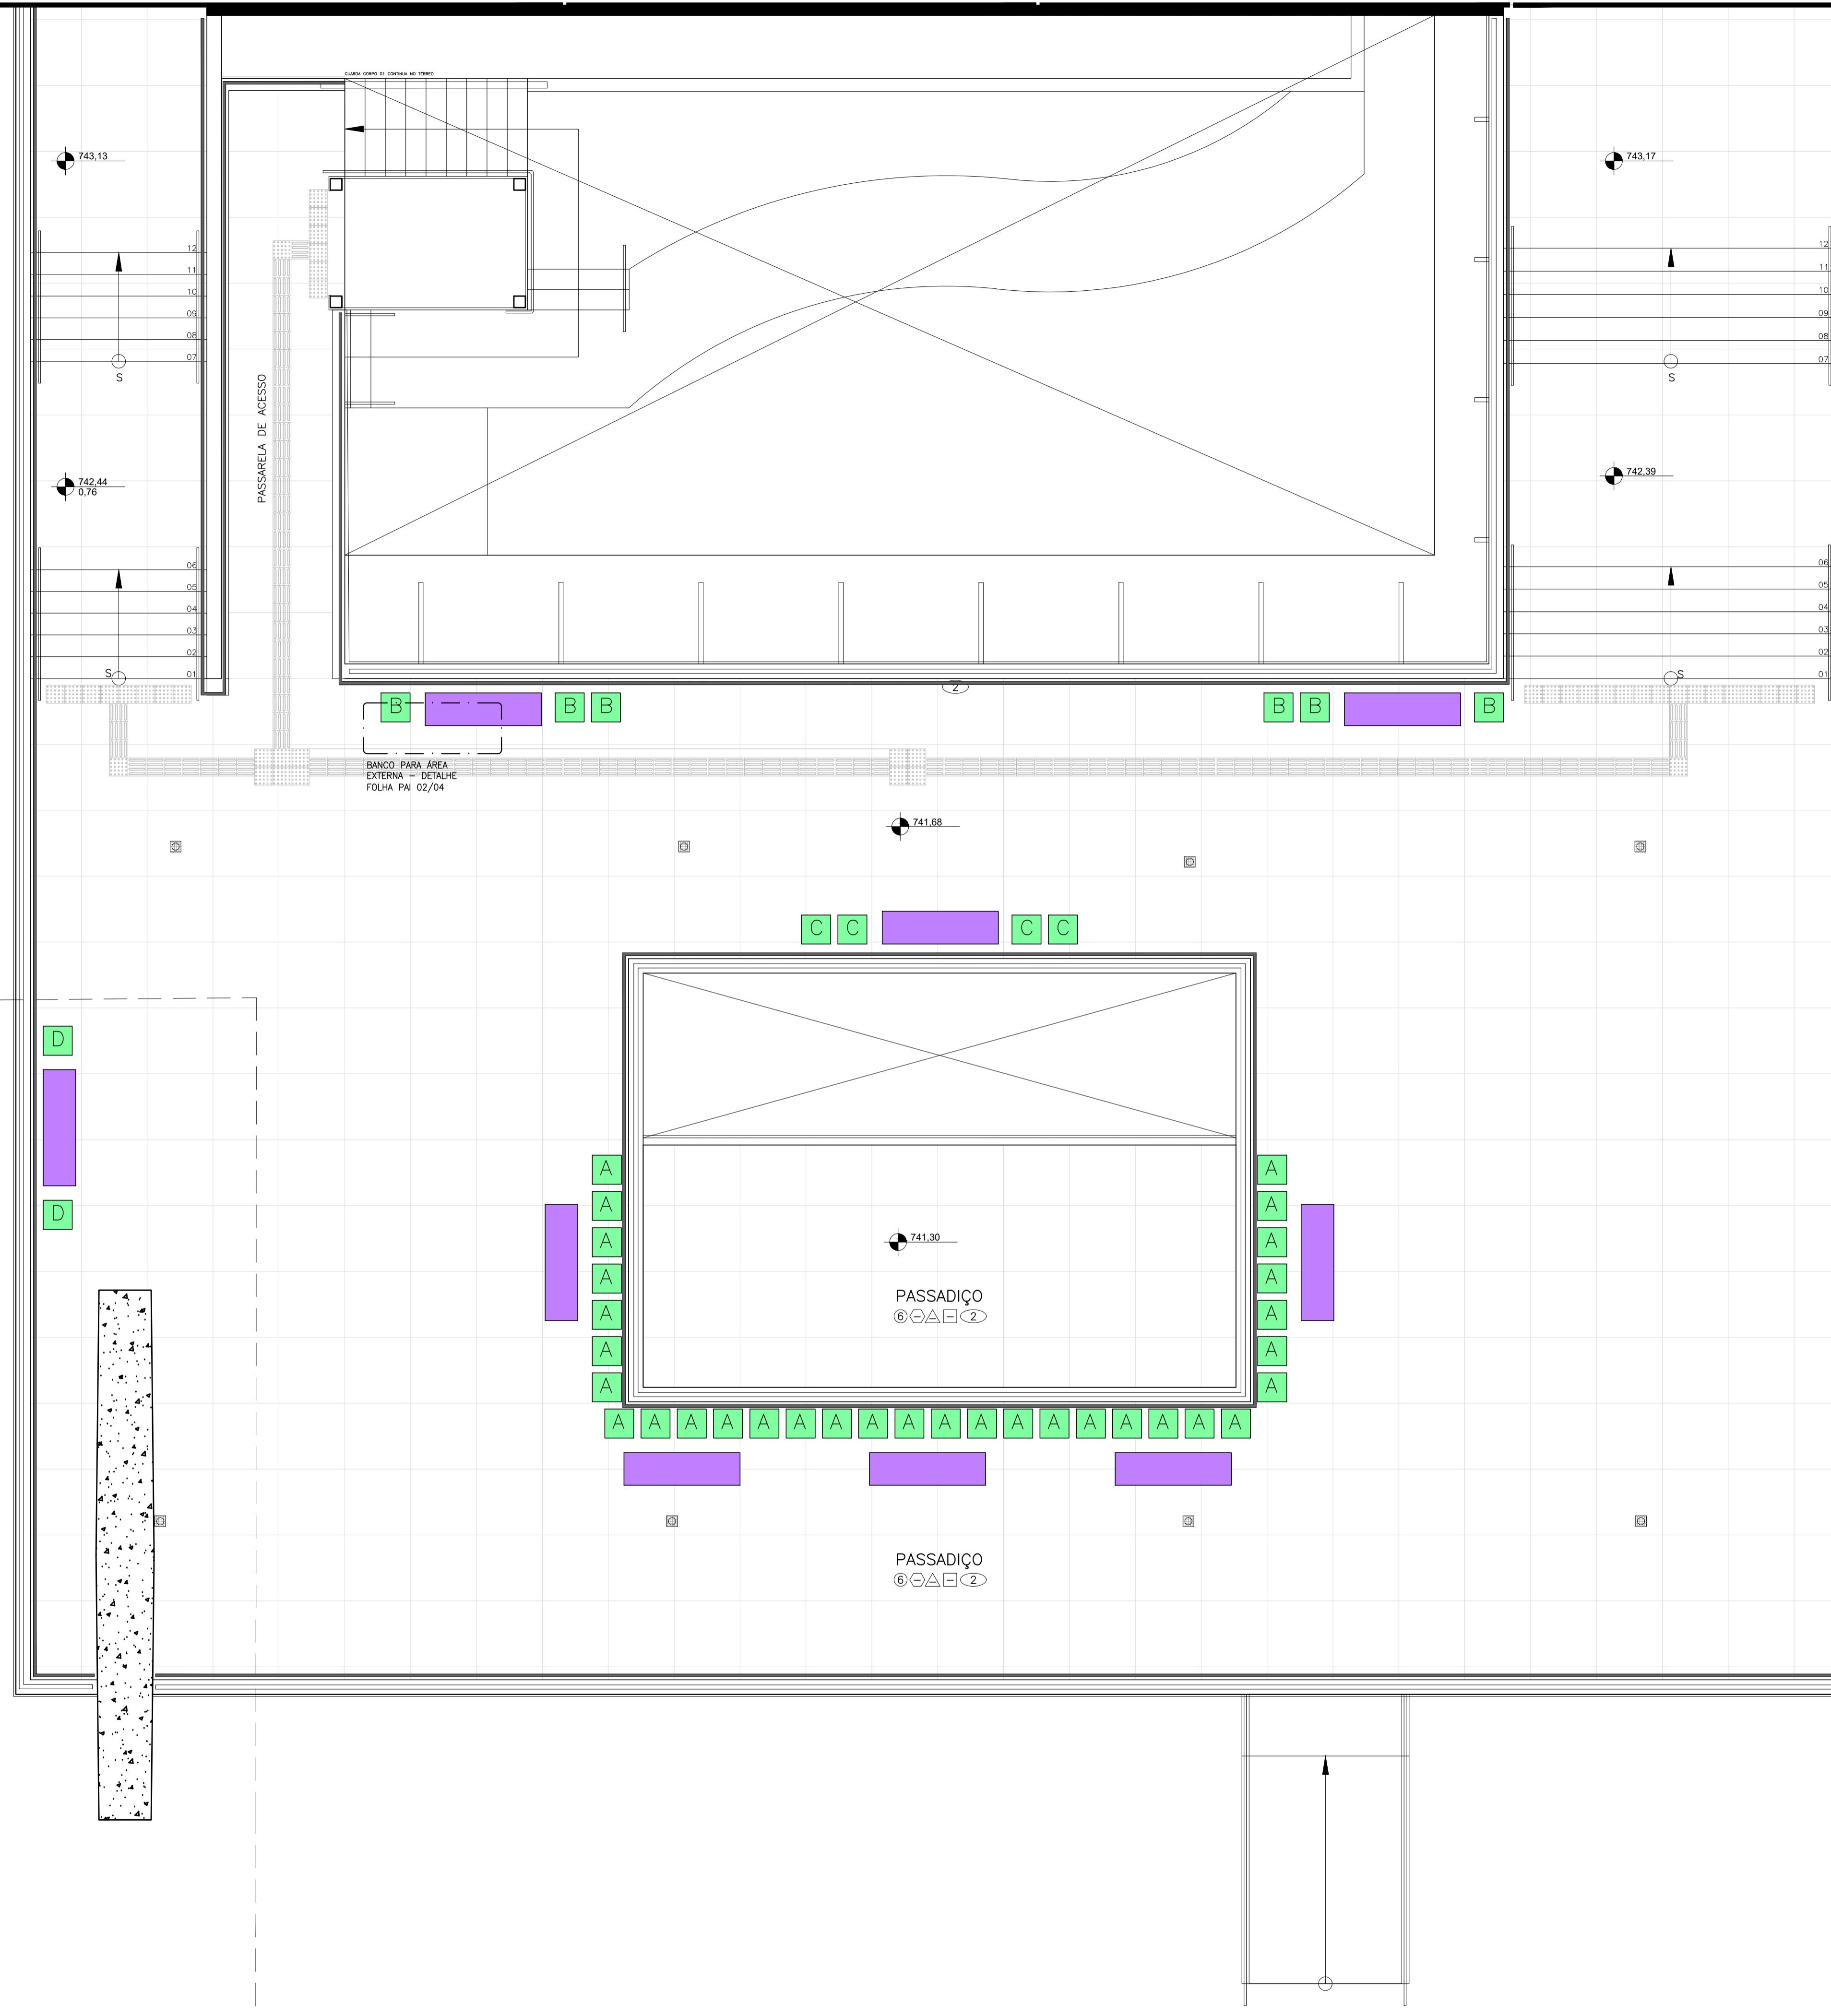 GUARDA CORPO 01 CONTINUA NO TÉRREO
743,13
743,17
12
11
10
09
08
07
S
12
11
10
09
08
07
S
PASSARELA DE ACESSO
742,44
0,76
742,39
06
05
04
03
02
01
S
06
05
04
03
02
01
S
2
B
B
B
B
B
B
BANCO PARA ÁREA
EXTERNA - DETALHE
FOLHA PAI 02/04
741,68
C
C
C
C
D
D
A
A
A
A
A
A
A
A
A
A
A
A
A
A
741,30
PASSADIÇO
6 - - - 2
A A A A A A A A A A A A A A A A A A
PASSADIÇO
6 - - - 2